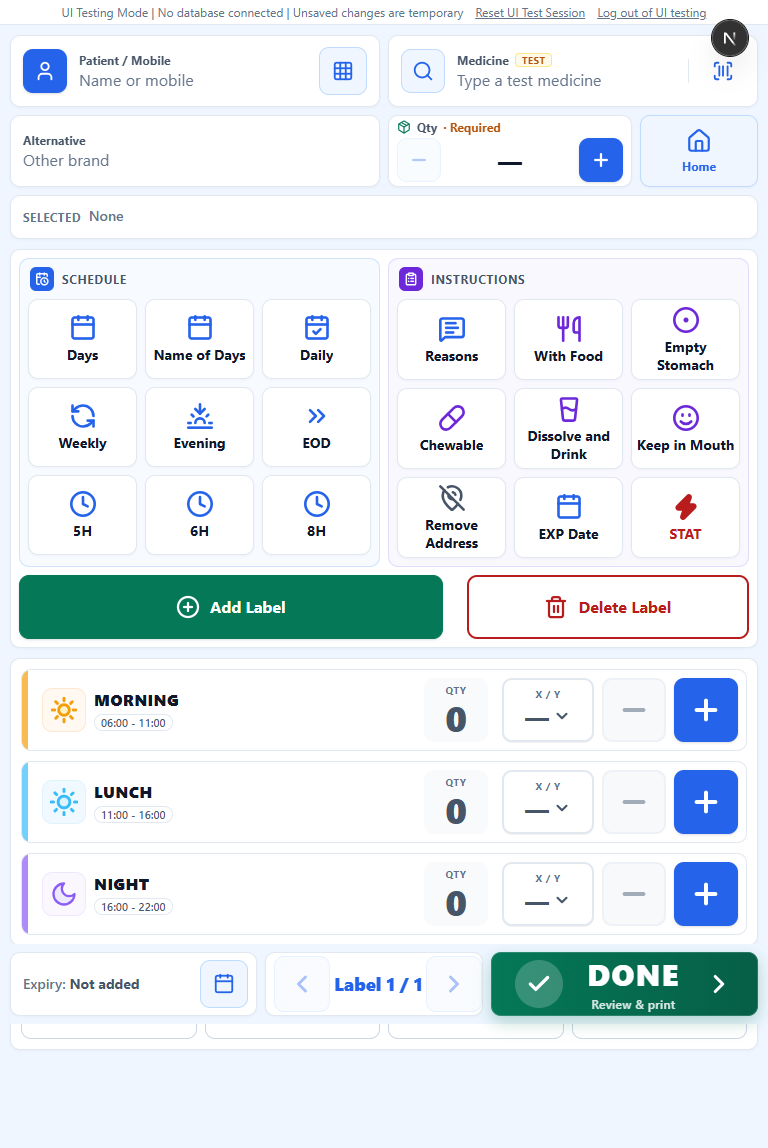 UI Testing Mode | No database connected | Unsaved changes are temporary Reset UI Test Session Log out of UI testing
N
Patient / Mobile
Name or mobile
Medicine TEST
Type a test medicine
Alternative
Other brand
Qty · Required
—
Home
SELECTED None
SCHEDULE
Days
Name of Days
Daily
Weekly
Evening
EOD
5H
6H
8H
INSTRUCTIONS
Reasons
With Food
Empty
Stomach
Chewable
Dissolve and
Drink
Keep in Mouth
Remove
Address
EXP Date
STAT
Add Label
Delete Label
MORNING
06:00 - 11:00
QTY
0
X / Y
—
LUNCH
11:00 - 16:00
QTY
0
X / Y
—
NIGHT
16:00 - 22:00
QTY
0
X / Y
—
Expiry: Not added
Label 1 / 1
DONE
Review & print